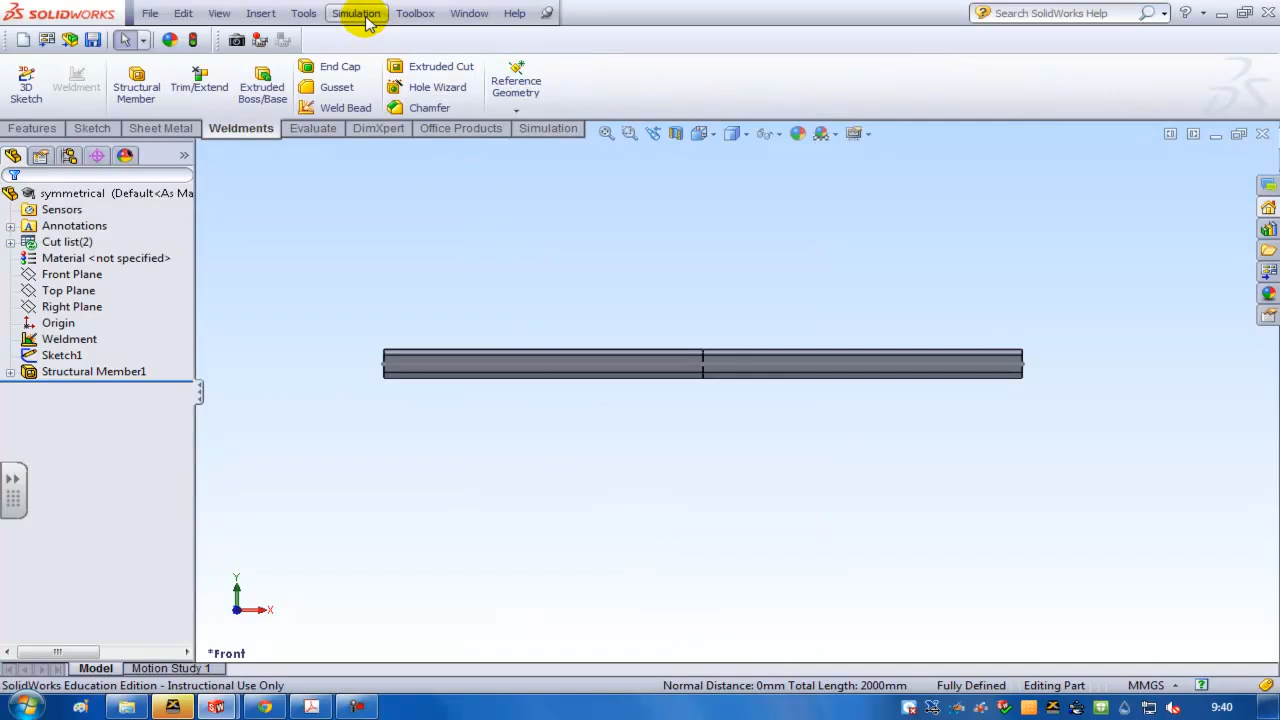 SOLIDWORKS File Edit View Insert Tools Simulation Toolbox Window Help Search SolidWorks Help
3D Sketch
Weldment
Structural Member
Trim/Extend
Extruded Boss/Base
End Cap
Gusset
Weld Bead
Extruded Cut
Hole Wizard
Chamfer
Reference Geometry
Features Sketch Sheet Metal Weldments Evaluate DimXpert Office Products Simulation
symmetrical (Default<As Ma
Sensors
Annotations
Cut list(2)
Material <not specified>
Front Plane
Top Plane
Right Plane
Origin
Weldment
Sketch1
Structural Member1
Y
X
*Front
Model Motion Study 1
SolidWorks Education Edition - Instructional Use Only Normal Distance: 0mm Total Length: 2000mm Fully Defined Editing Part MMGS
9:40